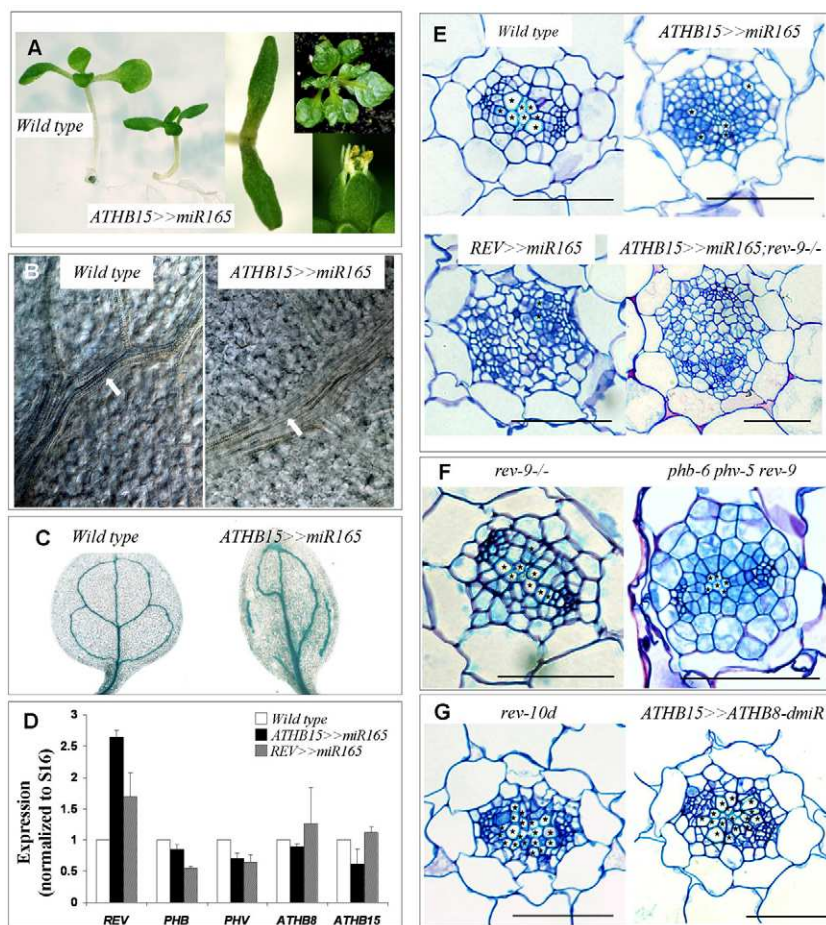 A
Wild type
ATHB15>>miR165
B
Wild type
ATHB15>>miR165
C
Wild type
ATHB15>>miR165
D
Expression
(normalized to S16)
3
2.5
2
1.5
1
0.5
0
Wild type
ATHB15>>miR165
REV>>miR165
REV PHB PHV ATHB8 ATHB15
E
Wild type
ATHB15>>miR165
REV>>miR165
ATHB15>>miR165;rev-9-/-
F
rev-9-/-
phb-6 phv-5 rev-9
G
rev-10d
ATHB15>>ATHB8-dmiR